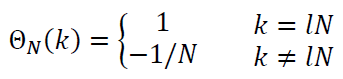 Θ_N(k) = { 1 k = lN
−1/N k ≠ lN